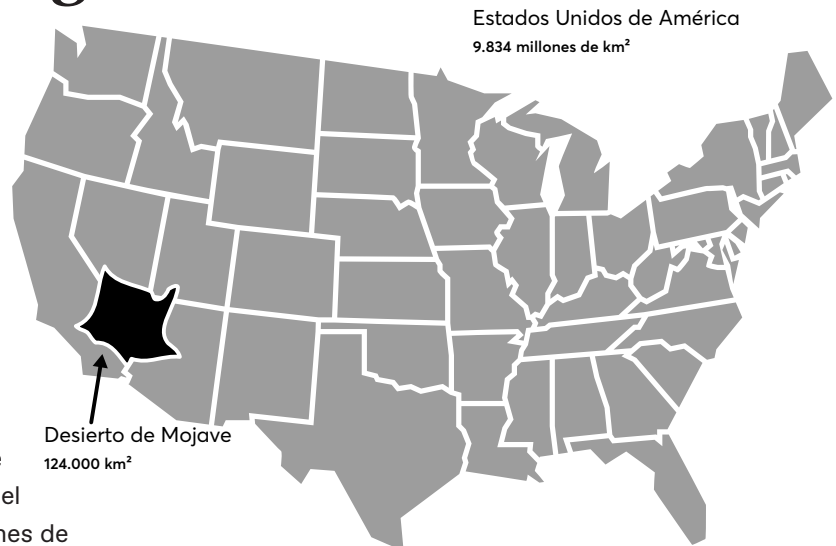 Estados Unidos de América
9.834 millones de km²
Desierto de Mojave
124.000 km²
el
nes de